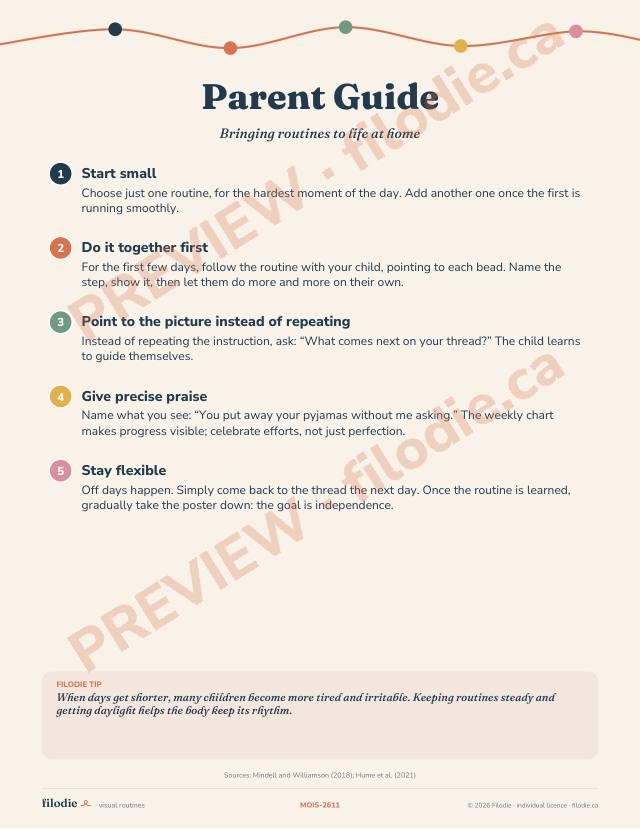 Parent Guide
Bringing routines to life at home
1 Start small
Choose just one routine, for the hardest moment of the day. Add another one once the first is
running smoothly.
2 Do it together first
For the first few days, follow the routine with your child, pointing to each bead. Name the
step, show it, then let them do more and more on their own.
3 Point to the picture instead of repeating
Instead of repeating the instruction, ask: “What comes next on your thread?” The child learns
to guide themselves.
4 Give precise praise
Name what you see: “You put away your pyjamas without me asking.” The weekly chart
makes progress visible; celebrate efforts, not just perfection.
5 Stay flexible
Off days happen. Simply come back to the thread the next day. Once the routine is learned,
gradually take the poster down: the goal is independence.
PREVIEW · filodie.ca
PREVIEW · filodie.ca
FILODIE TIP
When days get shorter, many children become more tired and irritable. Keeping routines steady and
getting daylight helps the body keep its rhythm.
Sources: Mindell and Williamson (2018); Hume et al. (2021)
filodie · visual routines
MOIS-2611
© 2026 Filodie · individual licence · filodie.ca